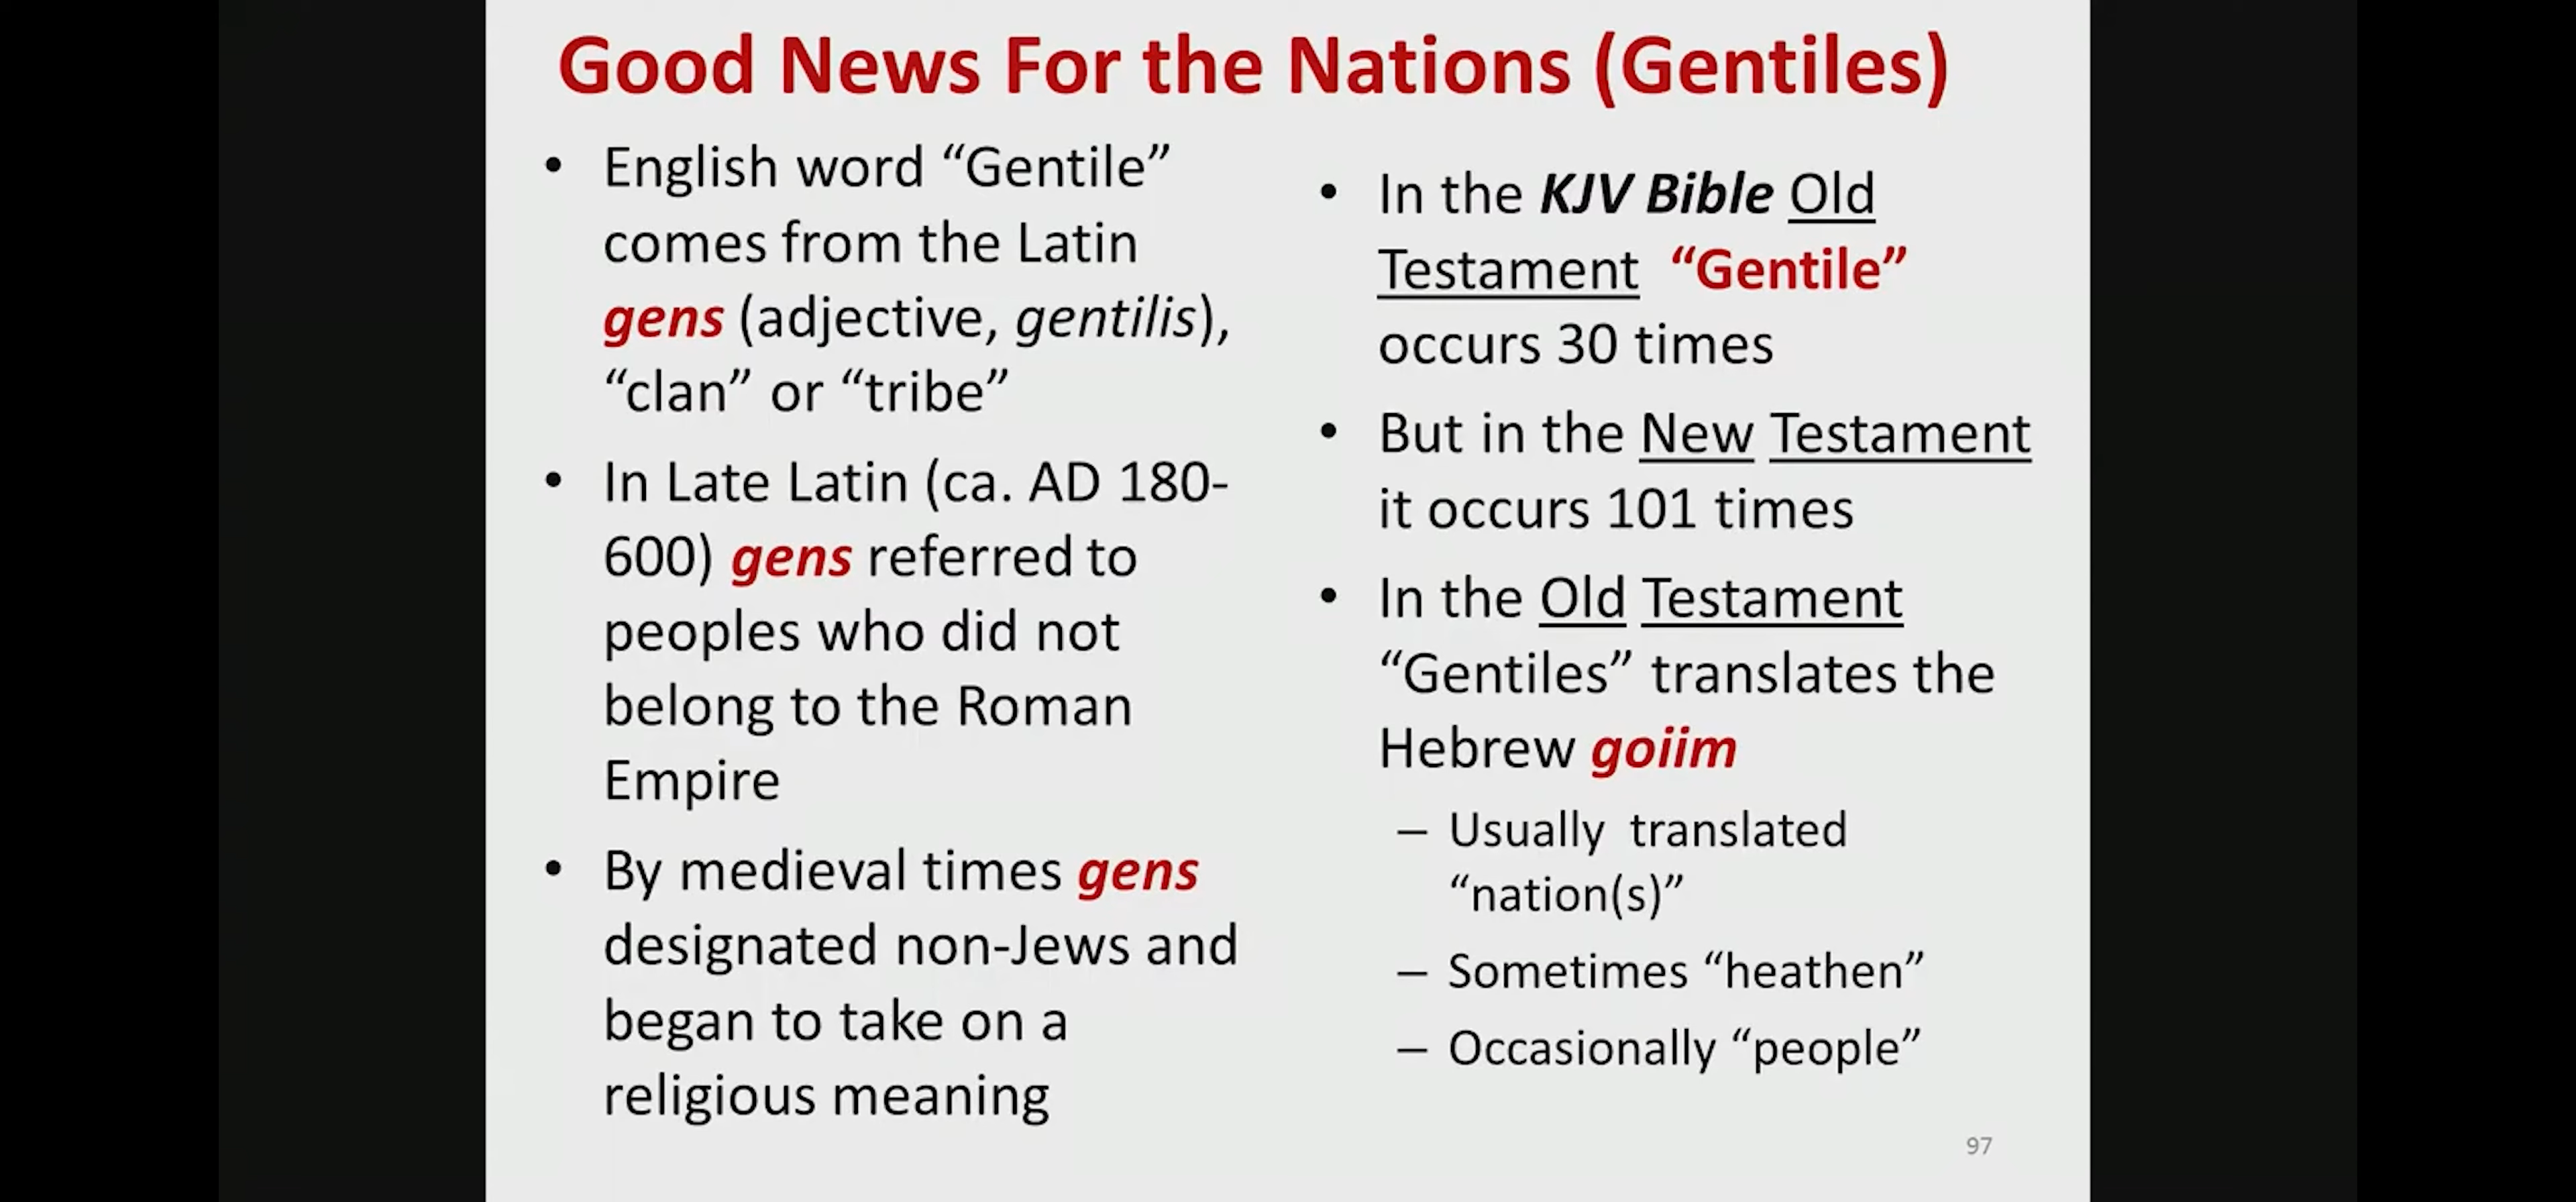 Good News For the Nations (Gentiles)
• English word “Gentile”
comes from the Latin
gens (adjective, gentilis),
“clan” or “tribe”
• In Late Latin (ca. AD 180-
600) gens referred to
peoples who did not
belong to the Roman
Empire
• By medieval times gens
designated non-Jews and
began to take on a
religious meaning
• In the KJV Bible Old
Testament “Gentile”
occurs 30 times
• But in the New Testament
it occurs 101 times
• In the Old Testament
“Gentiles” translates the
Hebrew goiim
– Usually translated
“nation(s)”
– Sometimes “heathen”
– Occasionally “people”
97